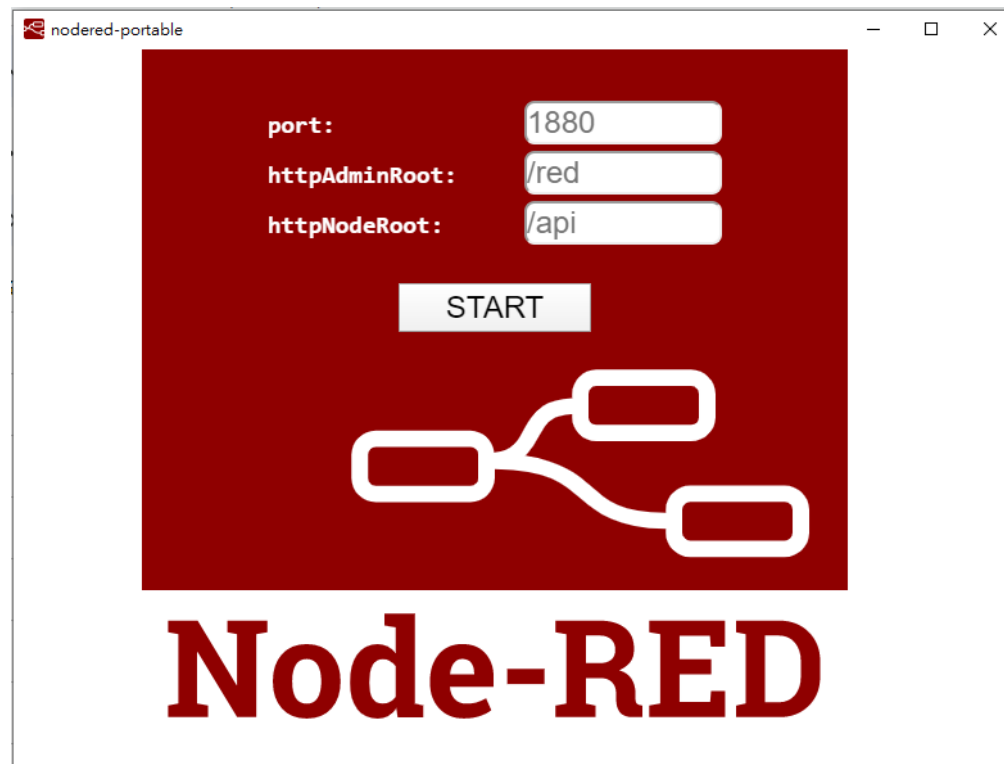 nodered-portable
port: 1880
httpAdminRoot: /red
httpNodeRoot: /api
START
Node-RED